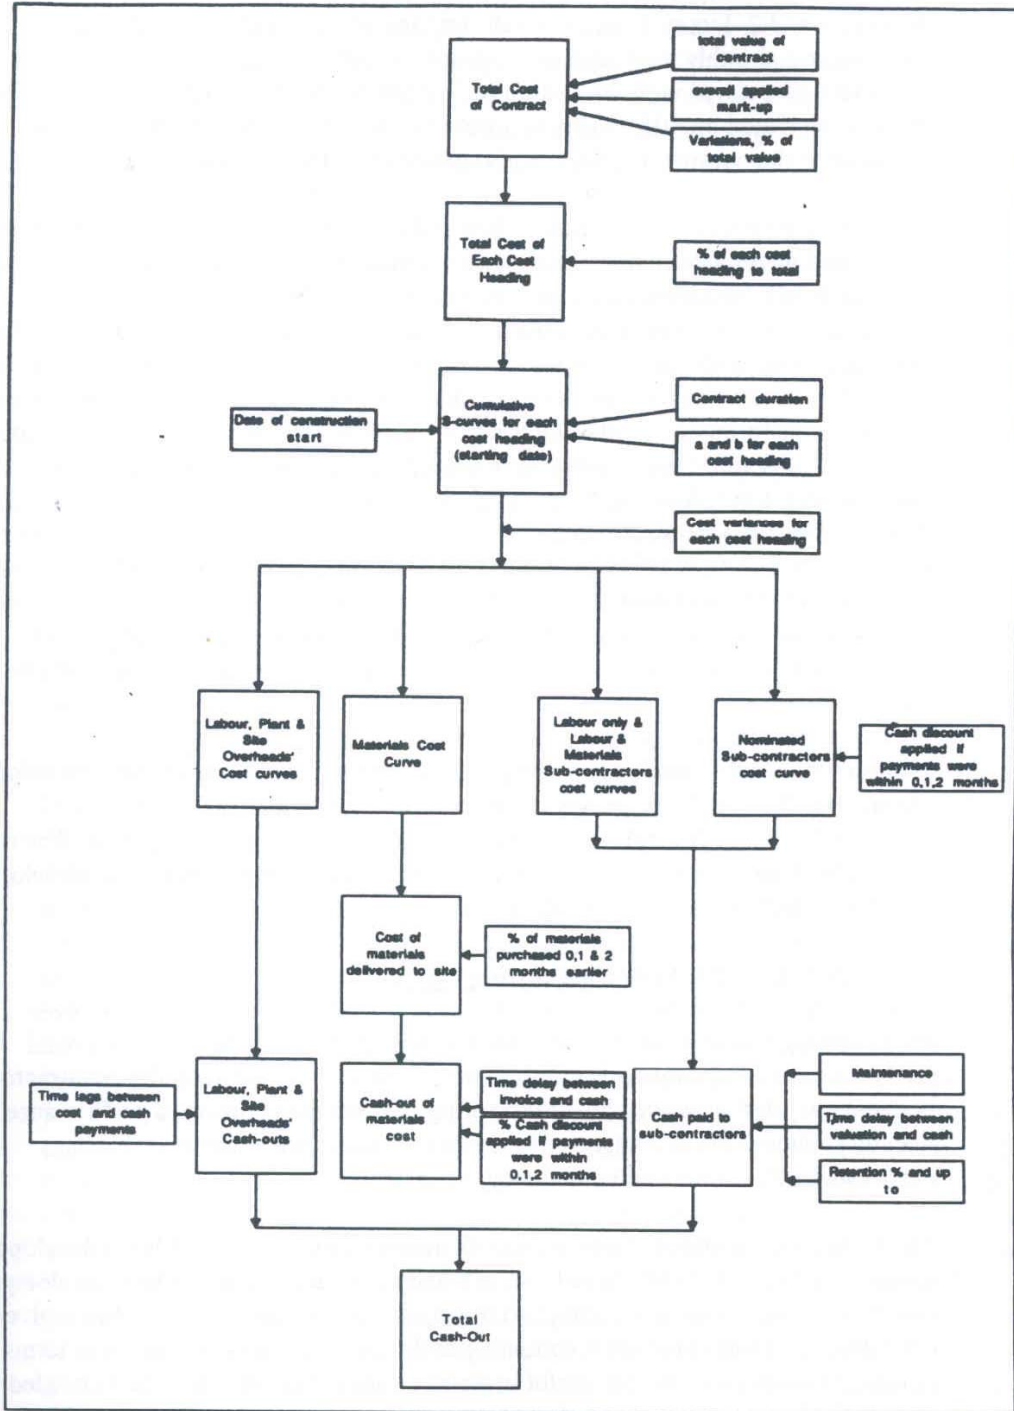 total value of
contract
Total Cost
of Contract
overall applied
mark-up
Variations, % of
total value
Total Cost of
Each Cost
Heading
% of each cost
heading to total
Cumulative
S-curves for each
cost heading
(starting date)
Date of construction
start
Contract duration
a and b for each
cost heading
Cost variances for
each cost heading
Labour, Plant &
Site
Overheads'
Cost curves
Materials Cost
Curve
Labour only &
Labour &
Materials
Sub-contractors
cost curves
Nominated
Sub-contractors
cost curve
Cash discount
applied if
payments were
within 0,1,2 months
Cost of
materials
delivered to site
% of materials
purchased 0,1 & 2
months earlier
Time lags between
cost and cash
payments
Labour, Plant &
Site
Overheads'
Cash-outs
Cash-out of
materials
cost
Time delay between
invoice and cash
% Cash discount
applied if payments
were within
0,1,2 months
Cash paid to
sub-contractors
Maintenance
Time delay between
valuation and cash
Retention % and up
to
Total
Cash-Out